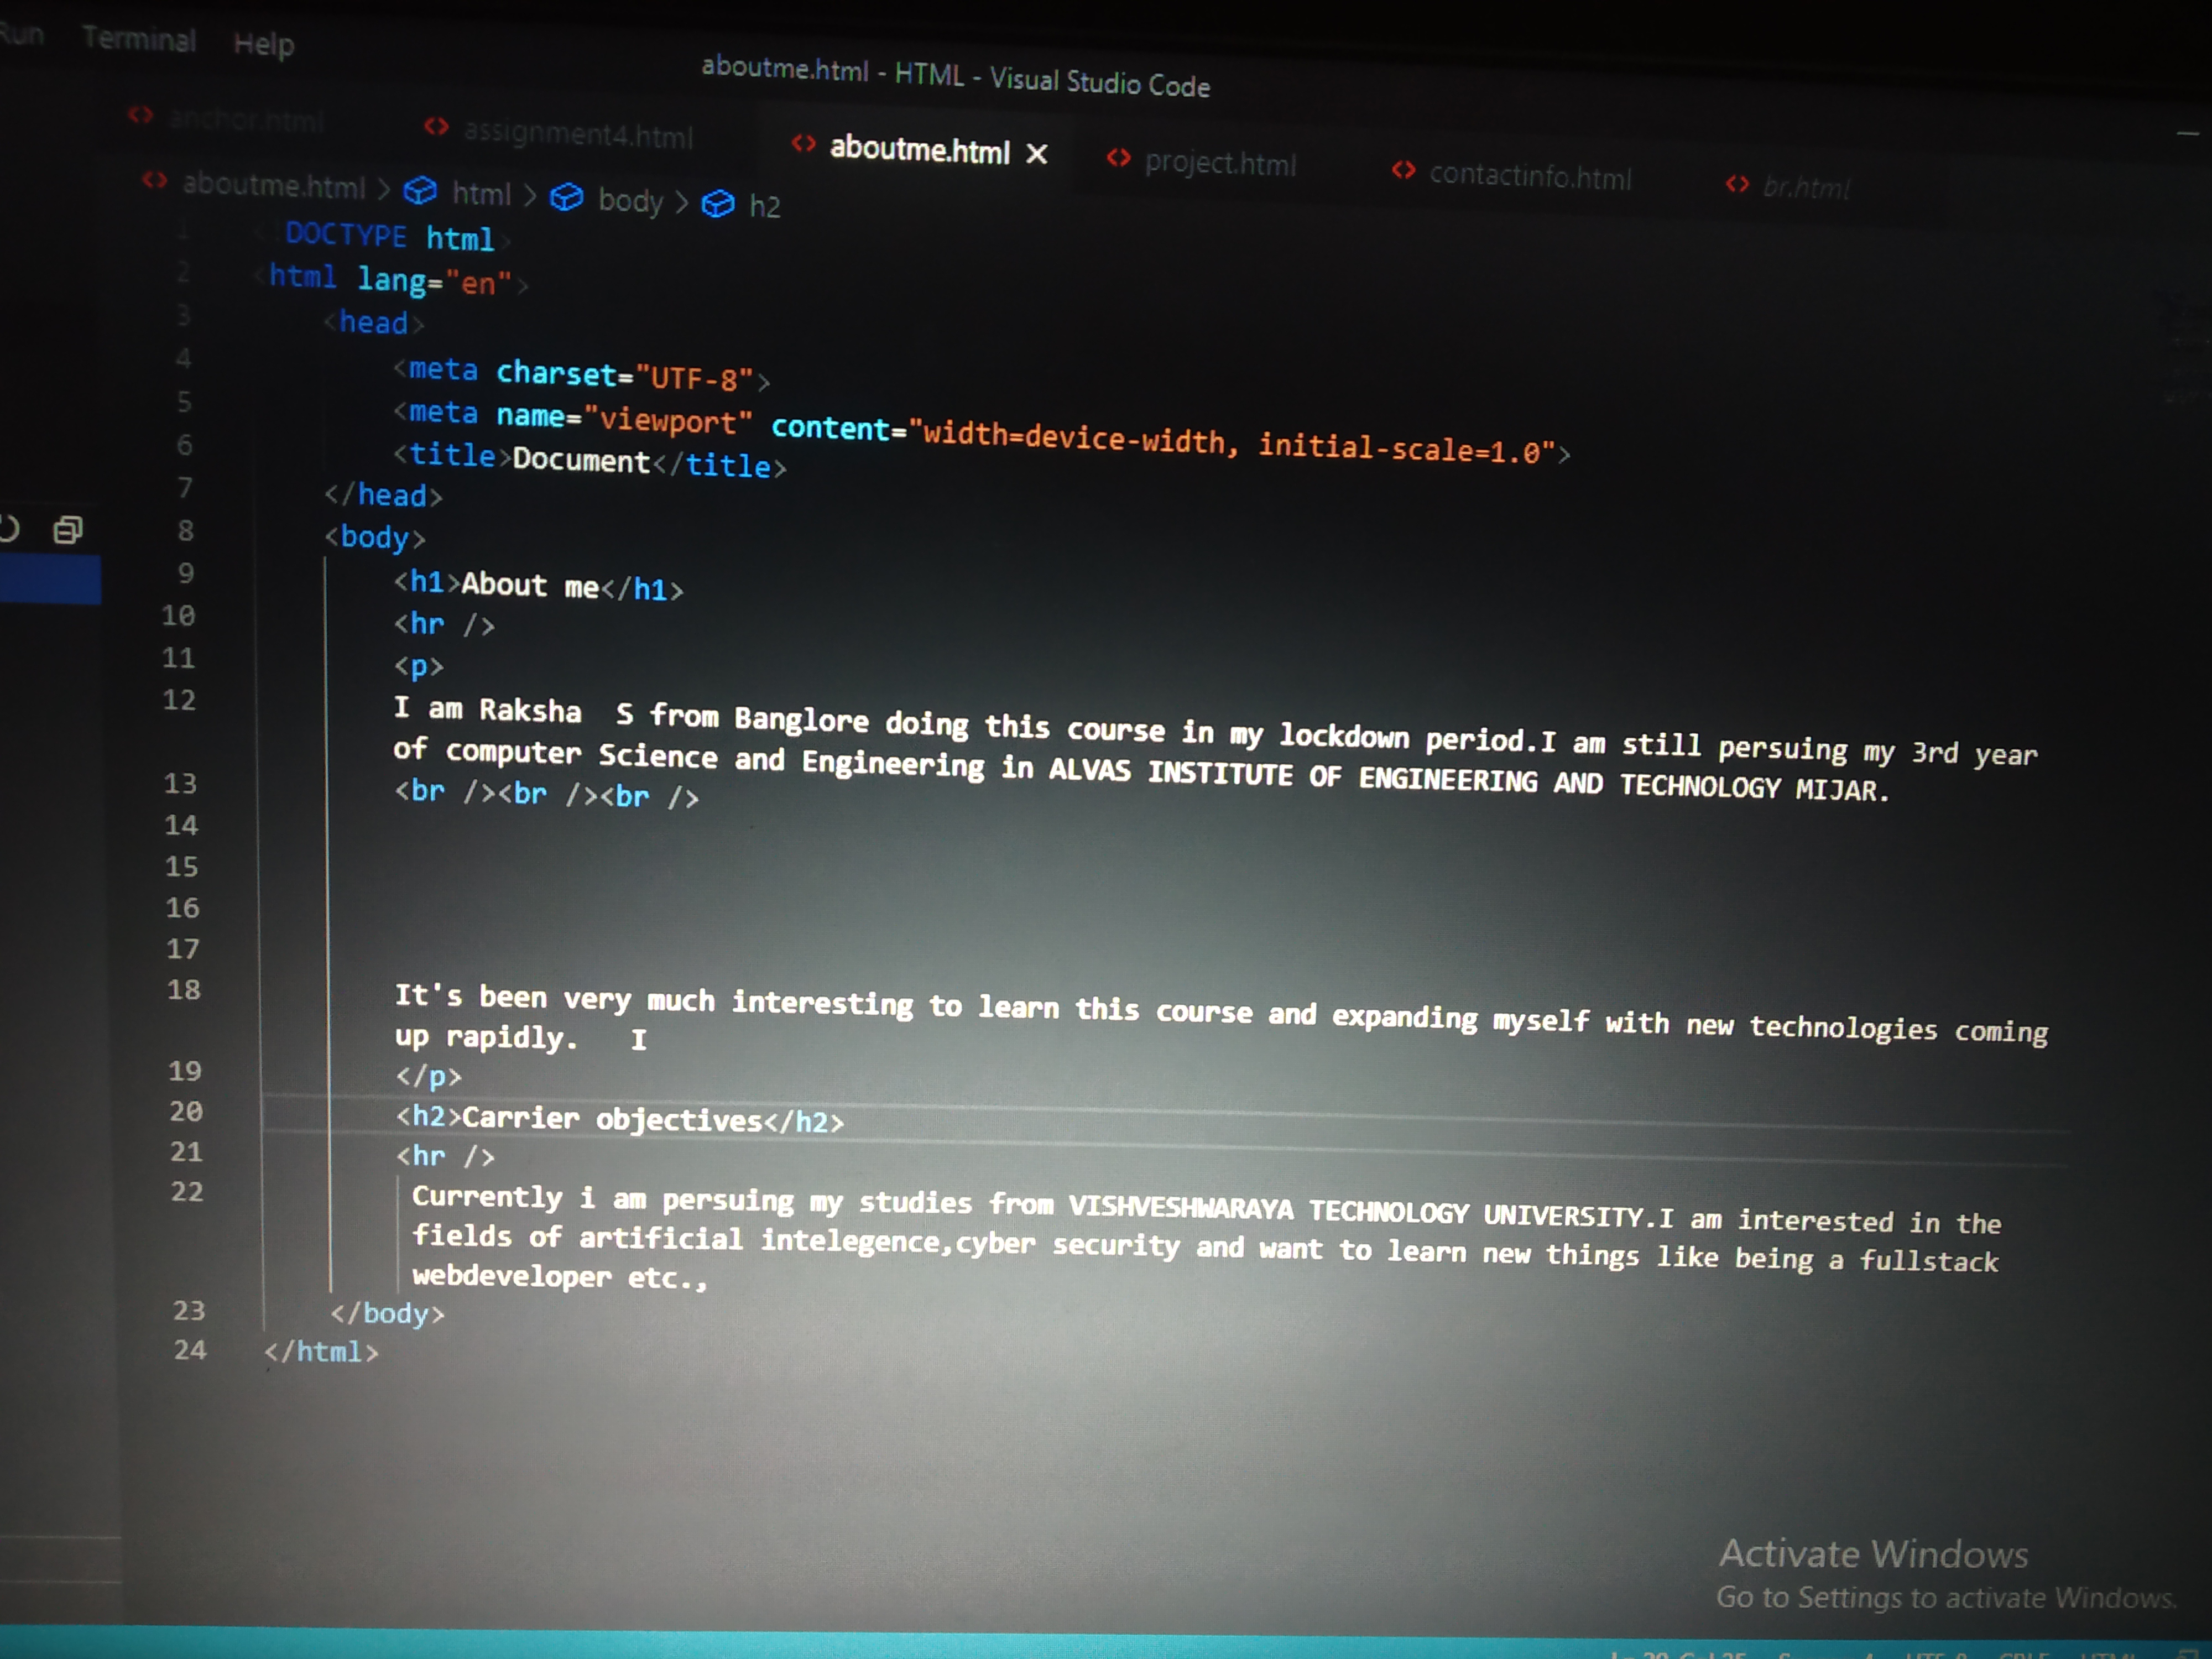 Run Terminal Help
aboutme.html - HTML - Visual Studio Code
anchor.html assignment4.html aboutme.html X project.html contactinfo.html br.html
aboutme.html > html > body > h2
1 <!DOCTYPE html>
2 <html lang="en">
3 <head>
4 <meta charset="UTF-8">
5 <meta name="viewport" content="width=device-width, initial-scale=1.0">
6 <title>Document</title>
7 </head>
8 <body>
9 <h1>About me</h1>
10 <hr />
11 <p>
12 I am Raksha  S from Banglore doing this course in my lockdown period.I am still persuing my 3rd year
of computer Science and Engineering in ALVAS INSTITUTE OF ENGINEERING AND TECHNOLOGY MIJAR.
13 <br /><br /><br />
14
15
16
17
18 It's been very much interesting to learn this course and expanding myself with new technologies coming
up rapidly.
19 </p>
20 <h2>Carrier objectives</h2>
21 <hr />
22 Currently i am persuing my studies from VISHVESHWARAYA TECHNOLOGY UNIVERSITY.I am interested in the
fields of artificial intelegence,cyber security and want to learn new things like being a fullstack
webdeveloper etc.,
23 </body>
24 </html>
Activate Windows
Go to Settings to activate Windows.